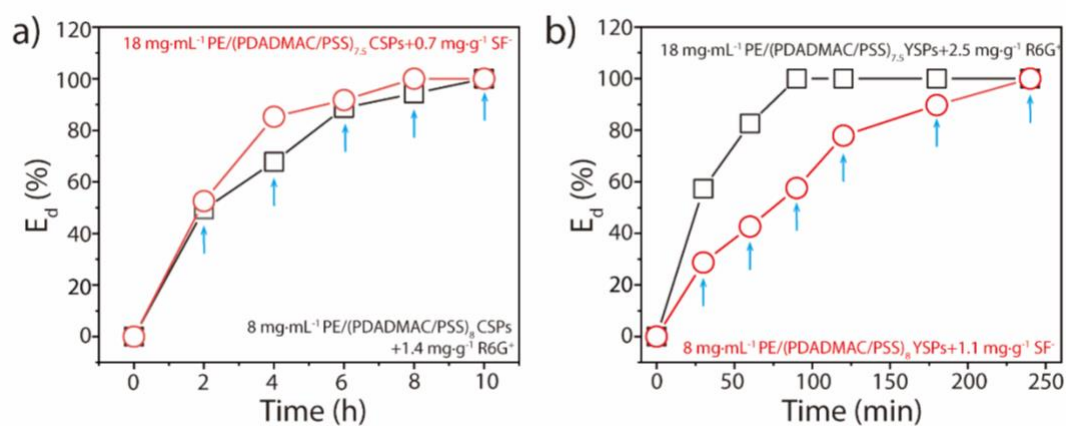 a)
120
100
80
60
40
20
0
E_d (%)
18 mg·mL⁻¹ PE/(PDADMAC/PSS)₇.₅ CSPs+0.7 mg·g⁻¹ SF⁻
8 mg·mL⁻¹ PE/(PDADMAC/PSS)₈ CSPs
+1.4 mg·g⁻¹ R6G⁺
0 2 4 6 8 10
Time (h)
b)
120
100
80
60
40
20
0
E_d (%)
18 mg·mL⁻¹ PE/(PDADMAC/PSS)₇.₅ YSPs+2.5 mg·g⁻¹ R6G⁺
8 mg·mL⁻¹ PE/(PDADMAC/PSS)₈ YSPs+1.1 mg·g⁻¹ SF⁻
0 50 100 150 200 250
Time (min)